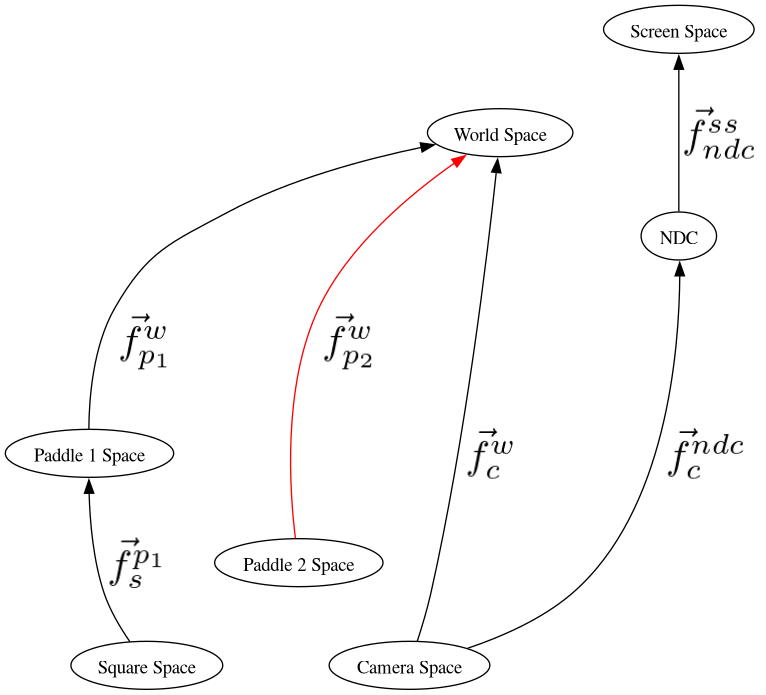 Screen Space
World Space
$\vec{f}_{ndc}^{ss}$
NDC
$\vec{f}_{p_1}^{w}$
$\vec{f}_{p_2}^{w}$
$\vec{f}_{c}^{w}$
$\vec{f}_{c}^{ndc}$
Paddle 1 Space
$\vec{f}_{s}^{p_1}$
Paddle 2 Space
Square Space
Camera Space